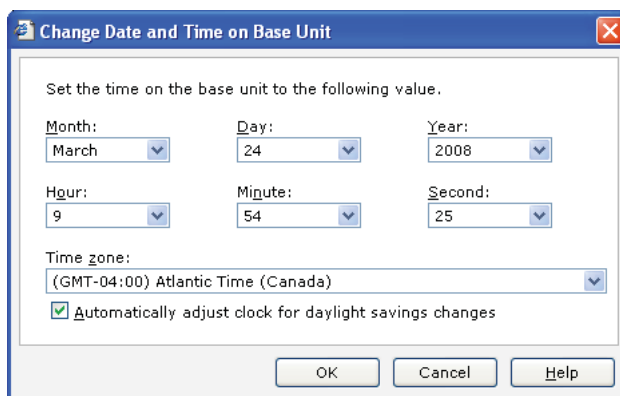 Change Date and Time on Base Unit
Set the time on the base unit to the following value.
Month: Day: Year:
March 24 2008
Hour: Minute: Second:
9 54 25
Time zone:
(GMT-04:00) Atlantic Time (Canada)
Automatically adjust clock for daylight savings changes
OK Cancel Help